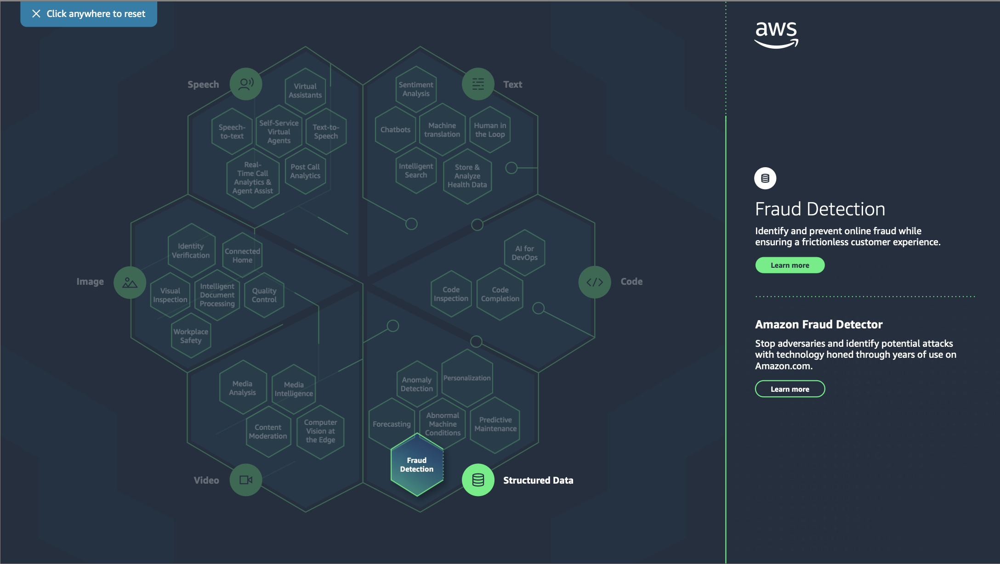 Click anywhere to reset
aws
Speech
Virtual
Assistants
Speech-
to-text
Self-Service
Virtual
Agents
Text-to-
Speech
Real-
Time Call
Analytics &
Agent Assist
Post Call
Analytics
Text
Sentiment
Analysis
Chatbots
Machine
translation
Human in
the Loop
Intelligent
Search
Store &
Analyze
Health Data
Image
Identity
Verification
Connected
Home
Visual
Inspection
Intelligent
Document
Processing
Quality
Control
Workplace
Safety
Code
AI for
DevOps
Code
Inspection
Code
Completion
Video
Media
Analysis
Media
Intelligence
Content
Moderation
Computer
Vision at
the Edge
Structured Data
Anomaly
Detection
Personalization
Forecasting
Abnormal
Machine
Conditions
Predictive
Maintenance
Fraud
Detection
Fraud Detection
Identify and prevent online fraud while
ensuring a frictionless customer experience.
Learn more
Amazon Fraud Detector
Stop adversaries and identify potential attacks
with technology honed through years of use on
Amazon.com.
Learn more